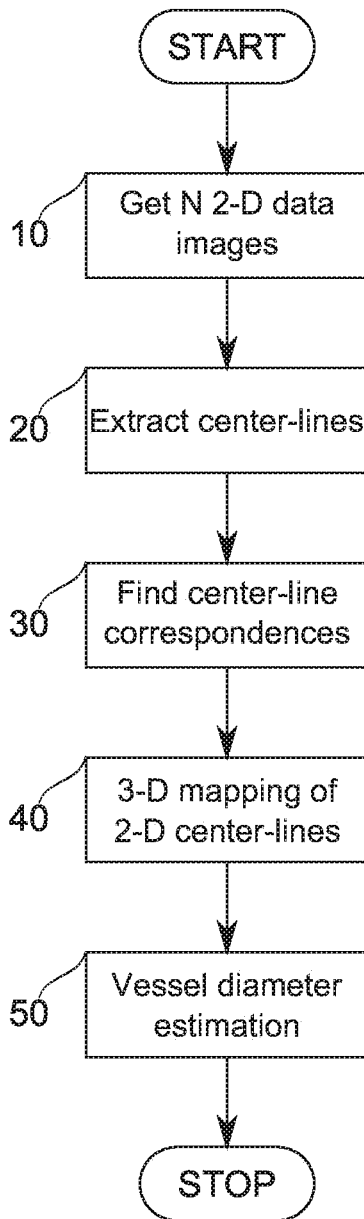 START
10
Get N 2-D data
images
20
Extract center-lines
30
Find center-line
correspondences
40
3-D mapping of
2-D center-lines
50
Vessel diameter
estimation
STOP